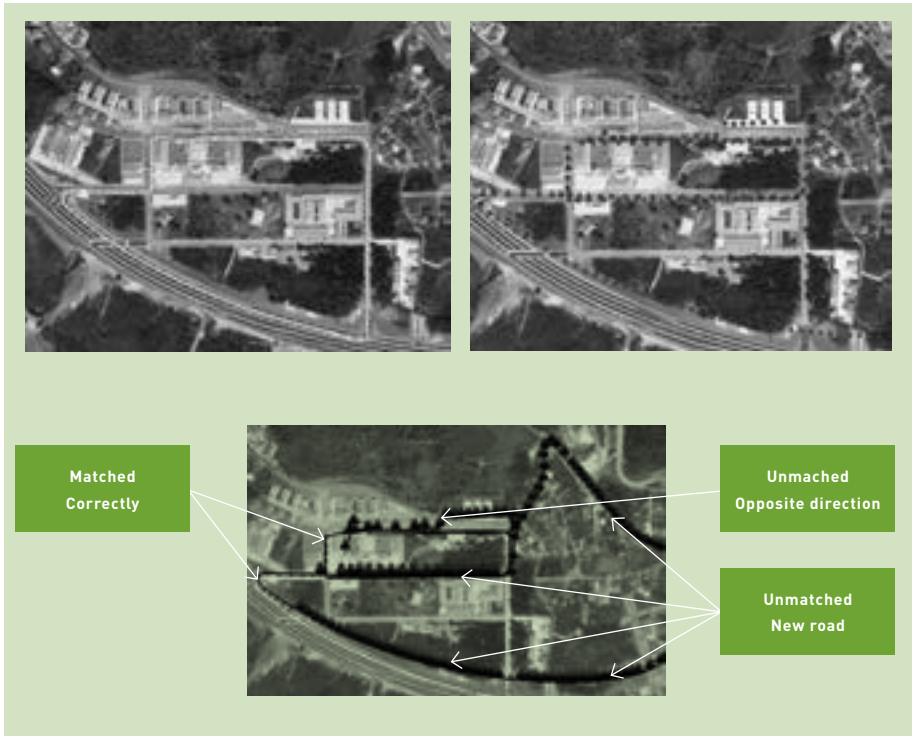 Matched
Correctly
Unmached
Opposite direction
Unmatched
New road